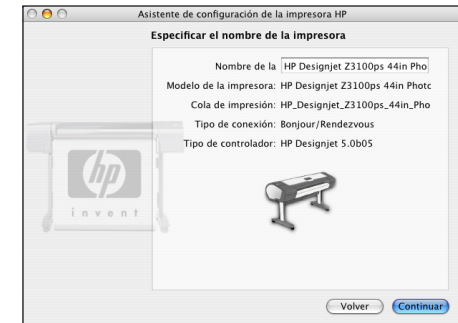 Asistente de configuración de la impresora HP
Especificar el nombre de la impresora
Nombre de la HP Designjet Z3100ps 44in Pho
Modelo de la impresora: HP Designjet Z3100ps 44in Photo
Cola de impresión: HP_Designjet_Z3100ps_44in_Pho
Tipo de conexión: Bonjour/Rendezvous
Tipo de controlador: HP Designjet 5.0b05
hp
invent
Volver Continuar